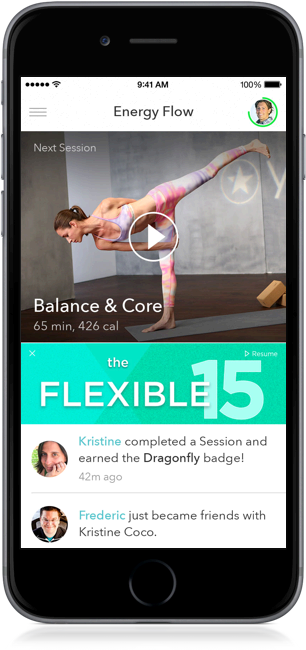 9:41 AM 100%
Energy Flow
Next Session
Balance & Core
65 min, 426 cal
Resume
the
FLEXIBLE 15
Kristine completed a Session and
earned the Dragonfly badge!
42m ago
Frederic just became friends with
Kristine Coco.